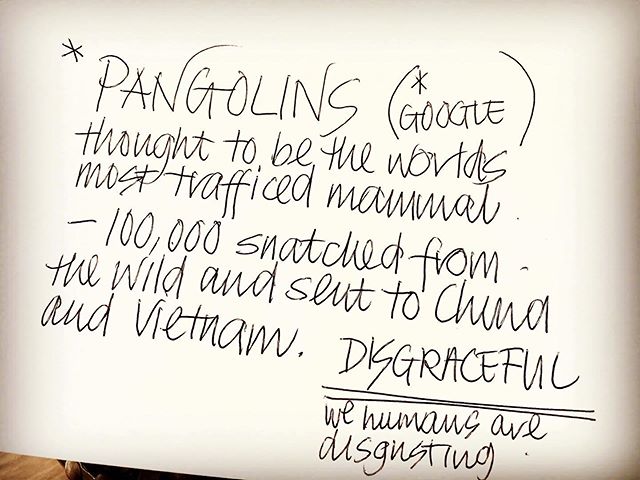 * PANGOLINS (* GOOGLE)
thought to be the worlds
most trafficed mammal.
– 100,000 snatched from
the wild and sent to China
and Vietnam. DISGRACEFUL
we humans are
disgusting.